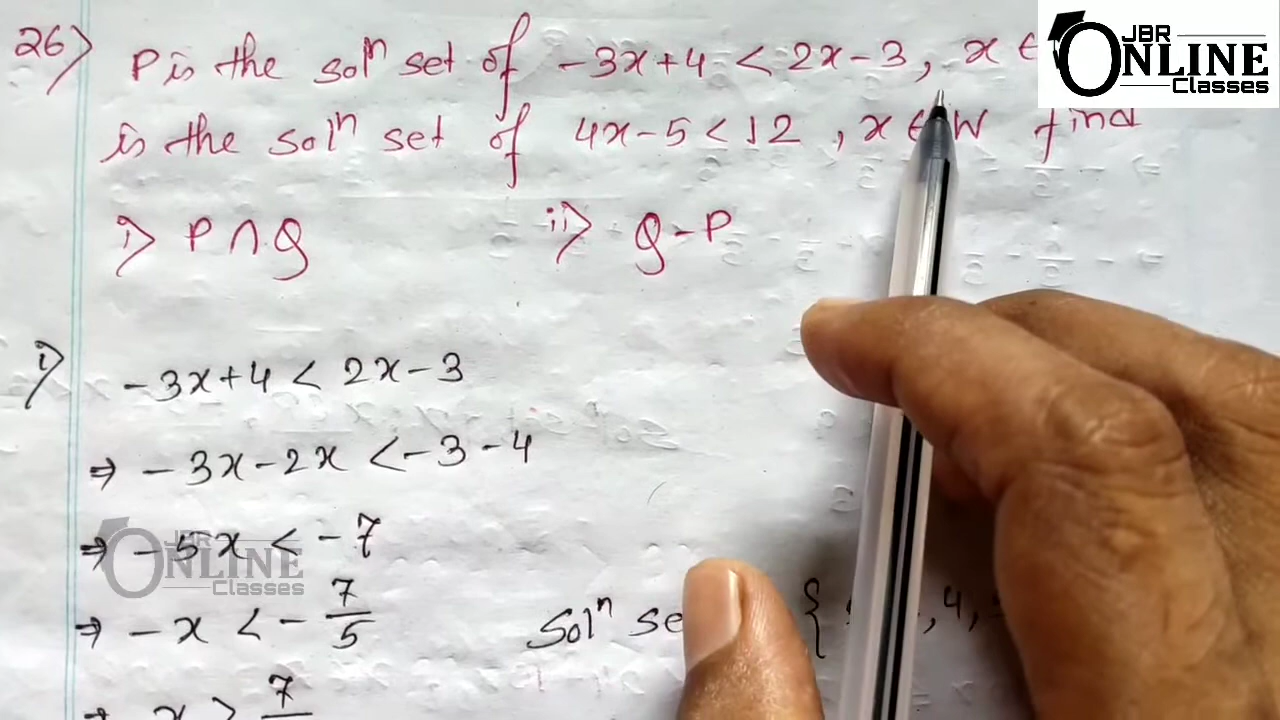 JBR
ONLINE
Classes
26) P is the solⁿ set of -3x+4 < 2x-3, x ∈
is the solⁿ set of 4x-5 < 12, x ∈ W find
i) P ∩ Q ii) Q - P
i) -3x+4 < 2x-3
⇒ -3x-2x < -3-4
⇒ -5x < -7
JBR
ONLINE
Classes
⇒ -x < - 7/5 Solⁿ {
, 4,
⇒ x > 7